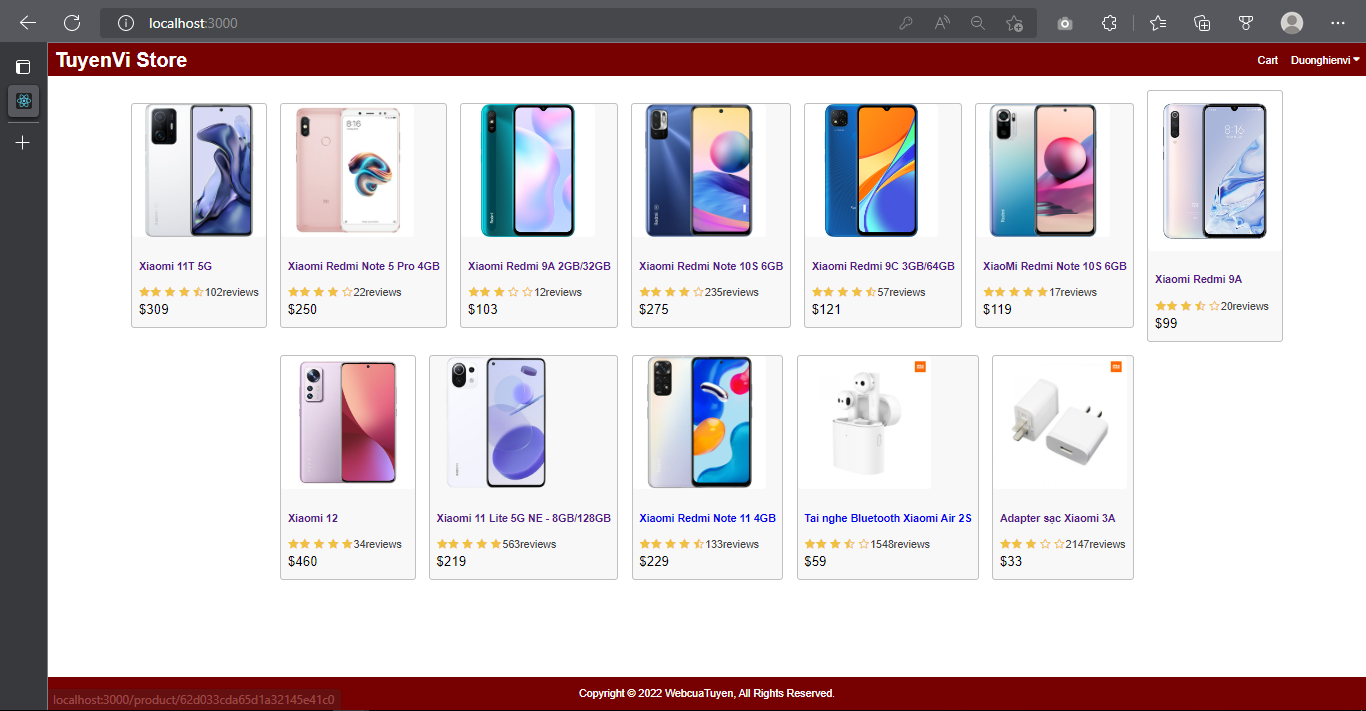 localhost:3000
TuyenVi Store
Cart Duonghienvi
8:16
8:16
Xiaomi 11T 5G
Xiaomi Redmi Note 5 Pro 4GB
Xiaomi Redmi 9A 2GB/32GB
Xiaomi Redmi Note 10S 6GB
Xiaomi Redmi 9C 3GB/64GB
XiaoMi Redmi Note 10S 6GB
Xiaomi Redmi 9A
102reviews
22reviews
12reviews
235reviews
57reviews
17reviews
20reviews
$309
$250
$103
$275
$121
$119
$99
Xiaomi 12
Xiaomi 11 Lite 5G NE - 8GB/128GB
Xiaomi Redmi Note 11 4GB
Tai nghe Bluetooth Xiaomi Air 2S
Adapter sạc Xiaomi 3A
34reviews
563reviews
133reviews
1548reviews
2147reviews
$460
$219
$229
$59
$33
Copyright © 2022 WebcuaTuyen, All Rights Reserved.
localhost:3000/product/62d033cda65d1a32145e41c0